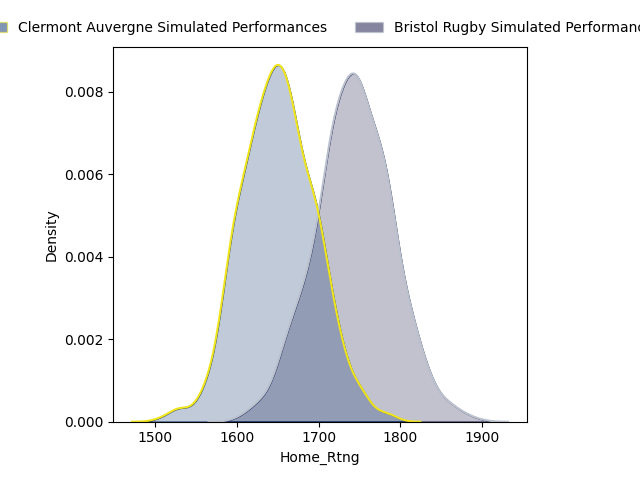 Clermont Auvergne Simulated Performances Bristol Rugby Simulated
0.008
0.006
0.004
0.002
0.000
Density
1500 1600 1700 1800 1900
Home_Rtng